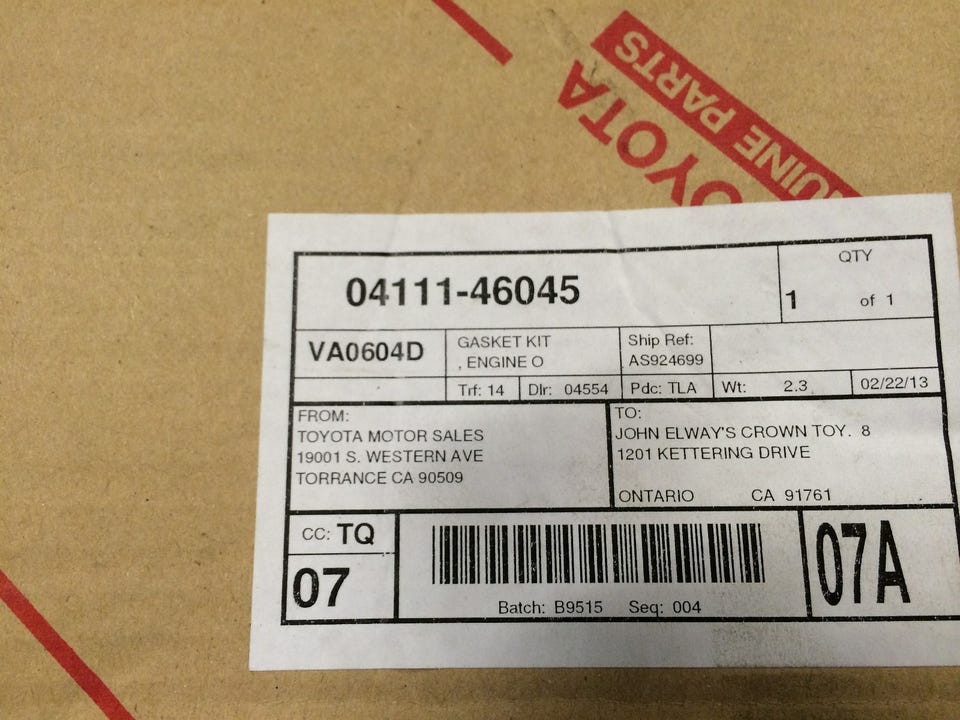 TOYOTA
GENUINE PARTS
04111-46045
QTY
1 of 1
VA0604D
GASKET KIT
, ENGINE O
Ship Ref:
AS924699
Trf: 14
Dlr: 04554
Pdc: TLA
Wt: 2.3
02/22/13
FROM:
TOYOTA MOTOR SALES
19001 S. WESTERN AVE
TORRANCE CA 90509
TO:
JOHN ELWAY'S CROWN TOY. 8
1201 KETTERING DRIVE
ONTARIO CA 91761
CC: TQ
07
Batch: B9515 Seq: 004
07A